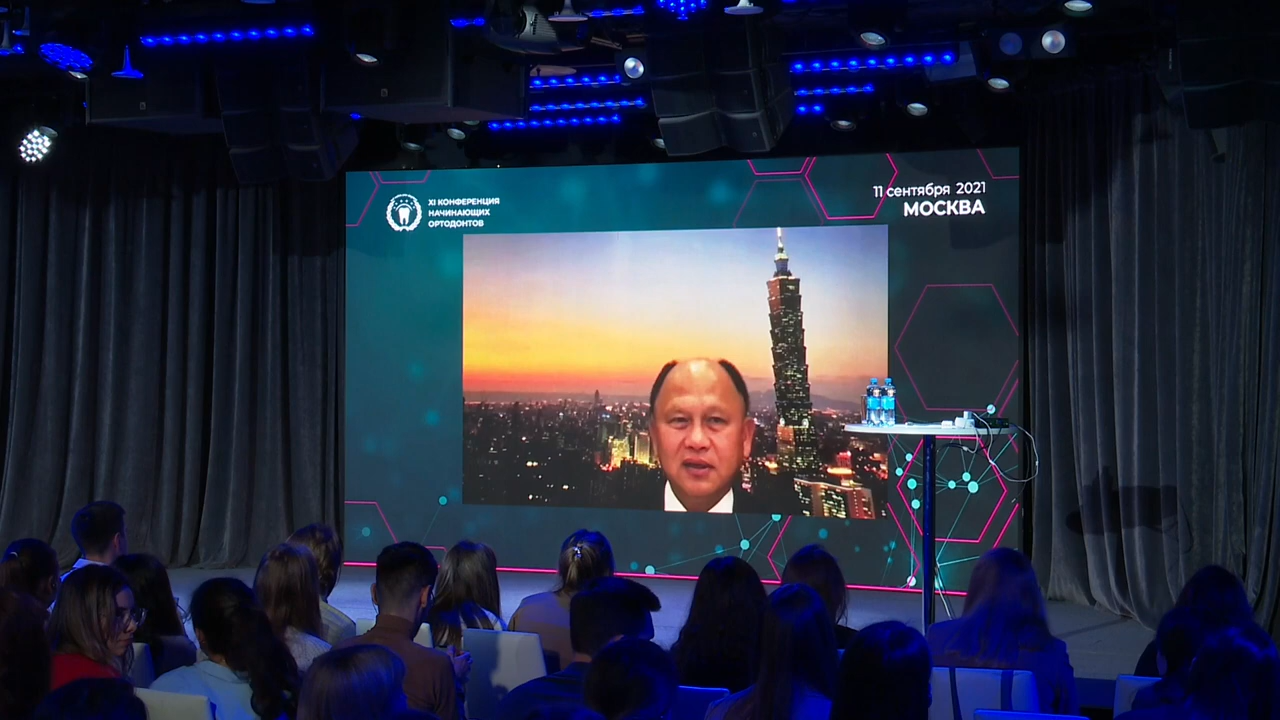 XI КОНФЕРЕНЦИЯ
НАЧИНАЮЩИХ
ОРТОДОНТОВ
11 сентября 2021
МОСКВА